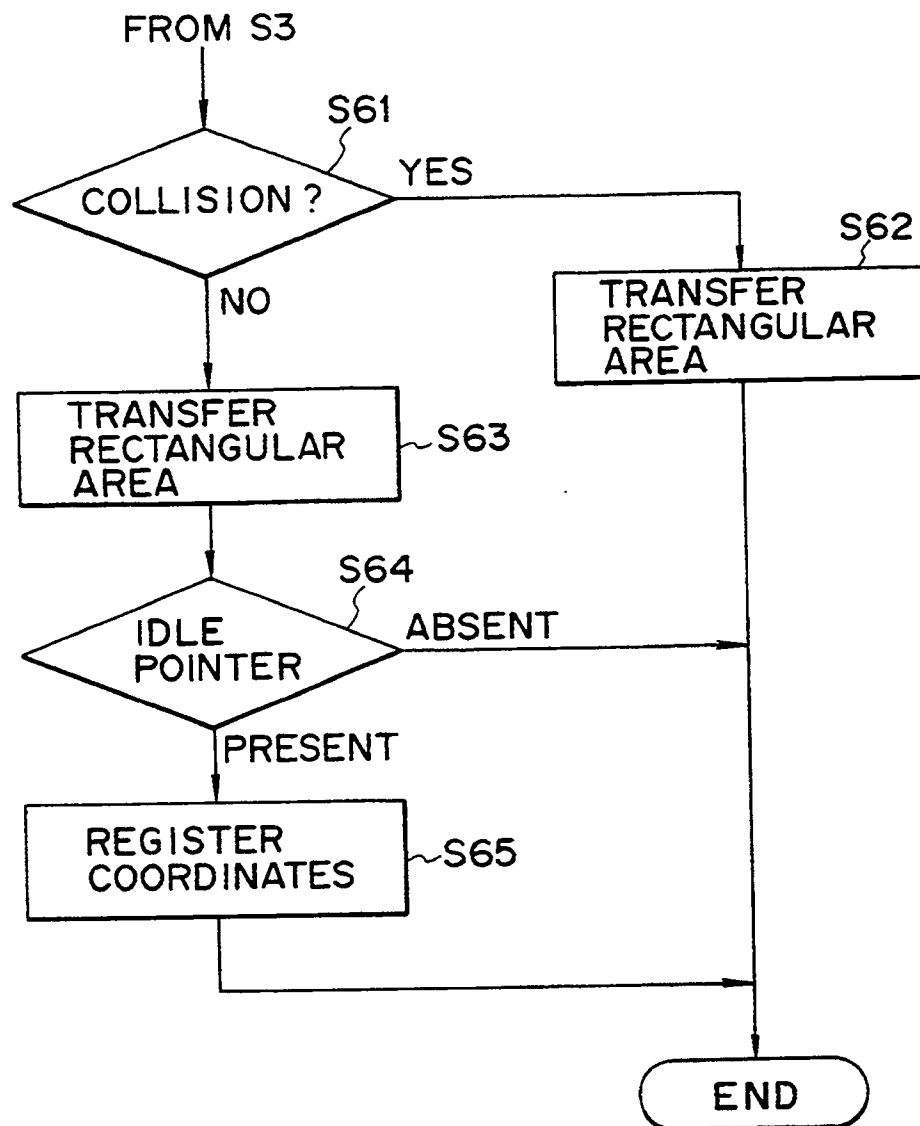 FROM S3
S61
COLLISION?
YES
NO
S62
TRANSFER
RECTANGULAR
AREA
TRANSFER
RECTANGULAR
AREA
S63
S64
IDLE
POINTER
ABSENT
PRESENT
REGISTER
COORDINATES
S65
END